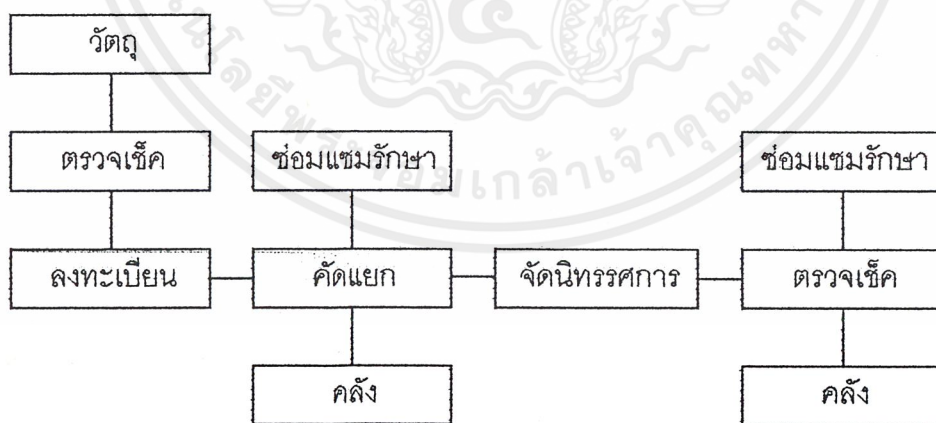 วัตถุ
ตรวจเช็ค ซ่อมแซมรักษา ซ่อมแซมรักษา
ลงทะเบียน คัดแยก จัดนิทรรศการ ตรวจเช็ค
คลัง คลัง